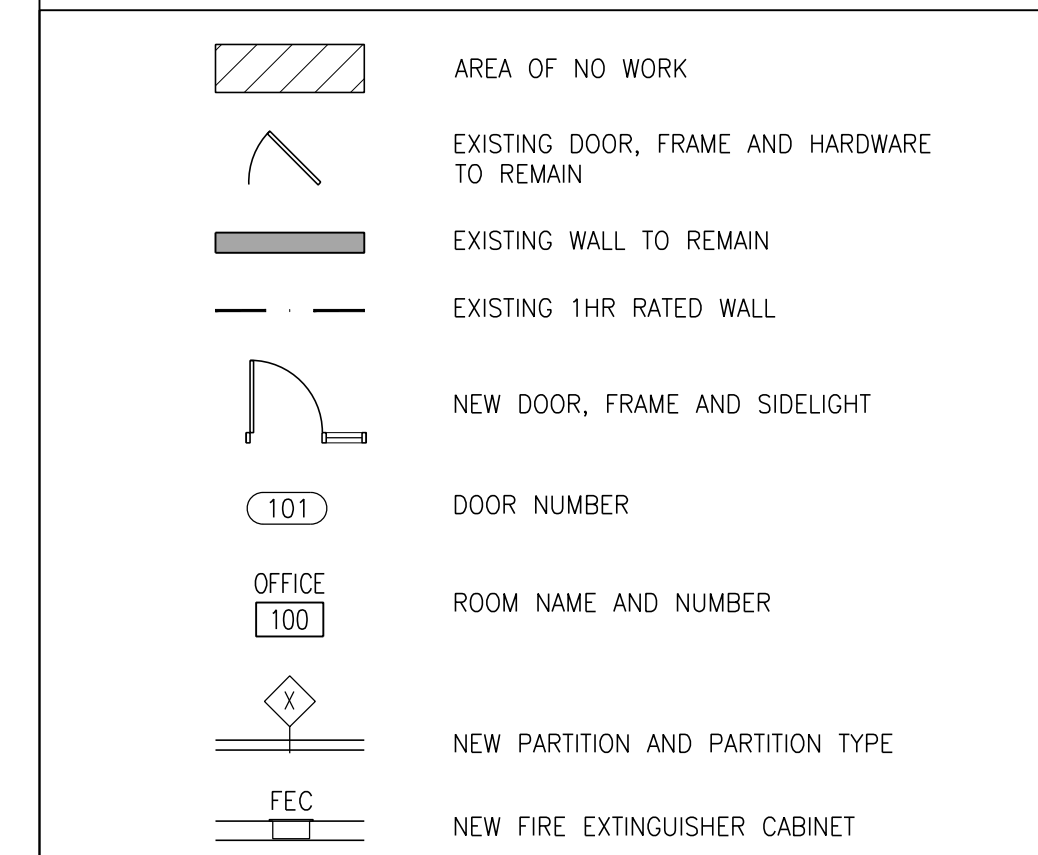 AREA OF NO WORK
EXISTING DOOR, FRAME AND HARDWARE
TO REMAIN
EXISTING WALL TO REMAIN
EXISTING 1HR RATED WALL
NEW DOOR, FRAME AND SIDELIGHT
101
DOOR NUMBER
OFFICE
100
ROOM NAME AND NUMBER
X
NEW PARTITION AND PARTITION TYPE
FEC
NEW FIRE EXTINGUISHER CABINET